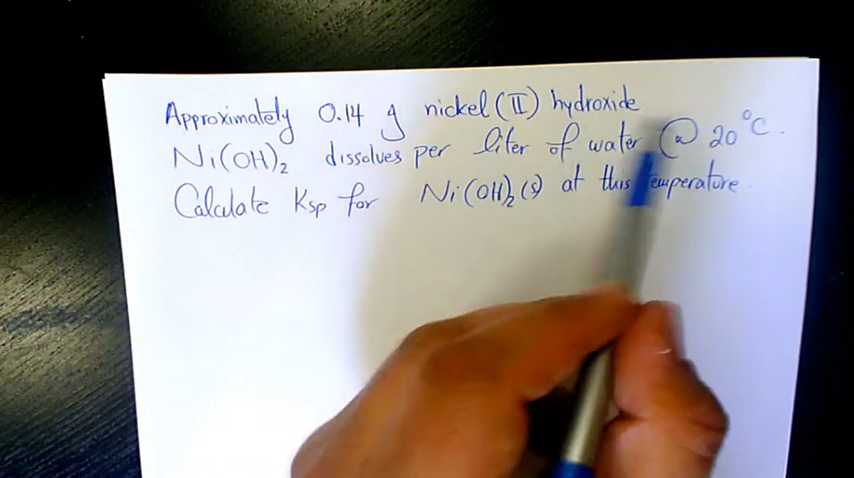 Approximately 0.14 g nickel (II) hydroxide
Ni(OH)2 dissolves per liter of water @ 20°C.
Calculate Ksp for Ni(OH)2(s) at this temperature.